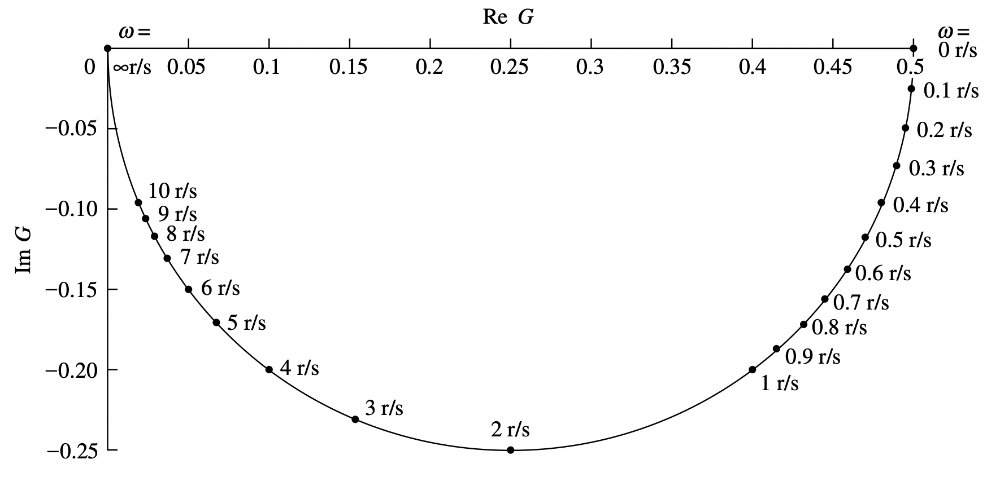 Re G
ω =
ω =
0 r/s
0
∞r/s
0.05
0.1
0.15
0.2
0.25
0.3
0.35
0.4
0.45
0.5
0.1 r/s
−0.05
0.2 r/s
0.3 r/s
10 r/s
−0.10
0.4 r/s
9 r/s
8 r/s
0.5 r/s
Im G
7 r/s
0.6 r/s
−0.15
6 r/s
0.7 r/s
5 r/s
0.8 r/s
0.9 r/s
−0.20
4 r/s
1 r/s
3 r/s
2 r/s
−0.25